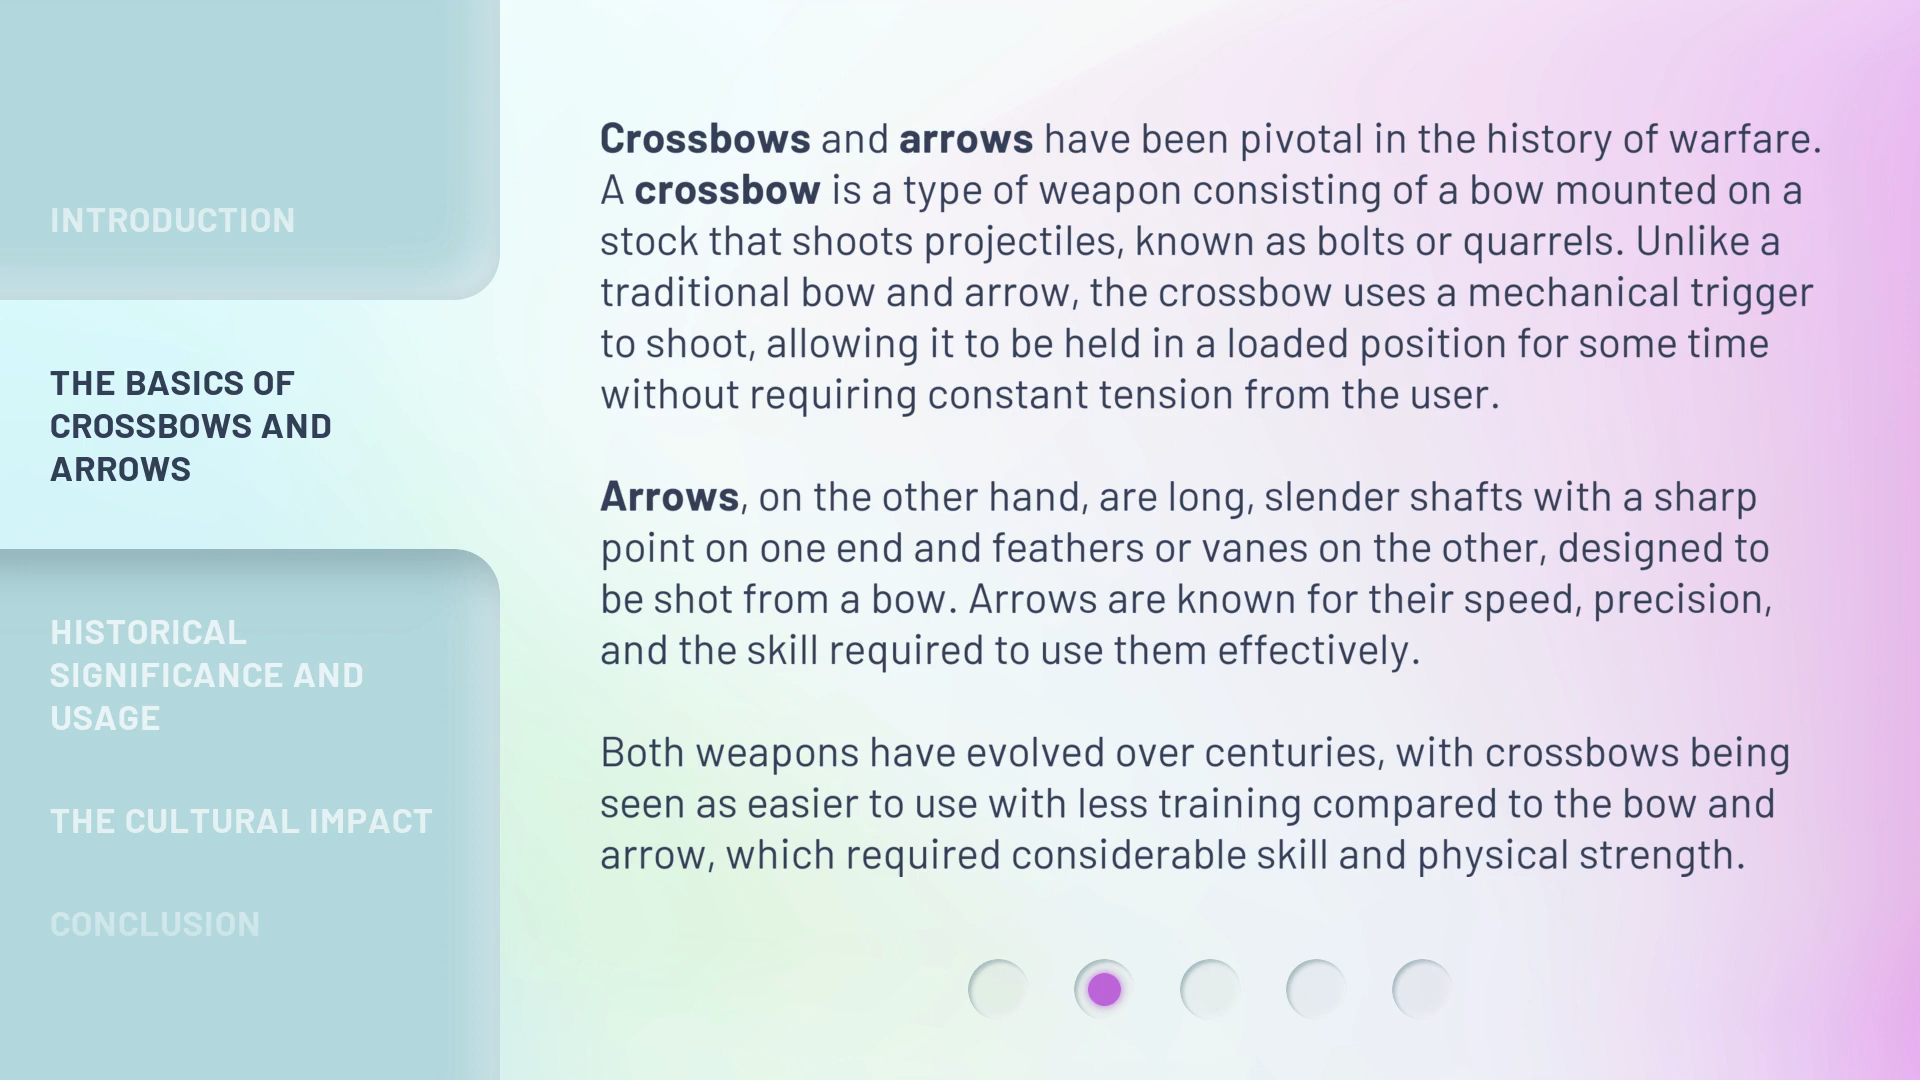 INTRODUCTION
THE BASICS OF
CROSSBOWS AND
ARROWS
HISTORICAL
SIGNIFICANCE AND
USAGE
THE CULTURAL IMPACT
CONCLUSION
Crossbows and arrows have been pivotal in the history of warfare.
A crossbow is a type of weapon consisting of a bow mounted on a
stock that shoots projectiles, known as bolts or quarrels. Unlike a
traditional bow and arrow, the crossbow uses a mechanical trigger
to shoot, allowing it to be held in a loaded position for some time
without requiring constant tension from the user.
Arrows, on the other hand, are long, slender shafts with a sharp
point on one end and feathers or vanes on the other, designed to
be shot from a bow. Arrows are known for their speed, precision,
and the skill required to use them effectively.
Both weapons have evolved over centuries, with crossbows being
seen as easier to use with less training compared to the bow and
arrow, which required considerable skill and physical strength.